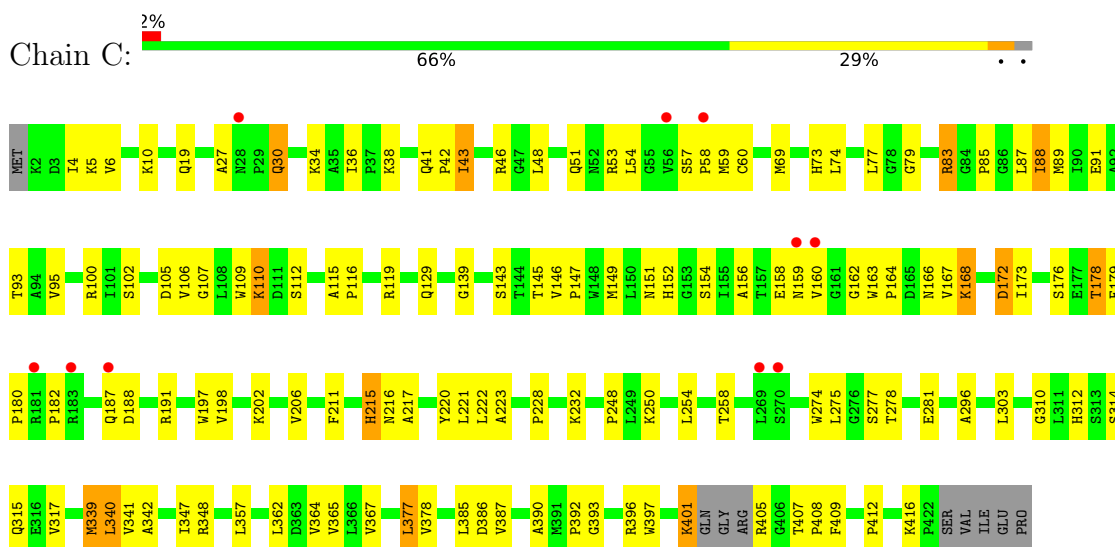 2%
Chain C:
66% 29% • •
MET K2 D3 I4 K5 V6 K10 Q19 A27 N28 P29 Q30 K34 A35 I36 P37 K38 Q41 P42 I43 R46 G47 L48 Q51 N52 R53 L54 G55 V56 S57 P58 M59 C60 M69 H73 L74 L77 G78 G79 R83 G84 P85 G86 L87 I88 M89 I90 E91 A92
T93 A94 V95 R100 I101 S102 D105 V106 G107 L108 W109 K110 D111 S112 A115 P116 R119 Q129 G139 S143 T144 T145 V146 P147 W148 M149 L150 N151 H152 G153 S154 I155 A156 T157 E158 N159 V160 G161 G162 W163 P164 D165 N166 V167 K168 D172 I173 S176 E177 T178 E179
P180 R181 P182 R183 Q187 D188 R191 W197 V198 K202 V206 F211 H215 N216 A217 Y220 L221 L222 A223 P228 K232 P248 L249 K250 L254 T258 L269 S270 W274 L275 G276 S277 T278 E281 A296 L303 G310 L311 H312 S313 S314
Q315 E316 V317 M339 L340 V341 A342 I347 R348 L357 L362 D363 V364 V365 L366 V367 L377 V378 L385 D386 V387 A390 M391 P392 G393 R396 W397 K401 GLN GLY ARG R405 G406 T407 P408 F409 P412 K416 P422 SER VAL ILE GLU PRO